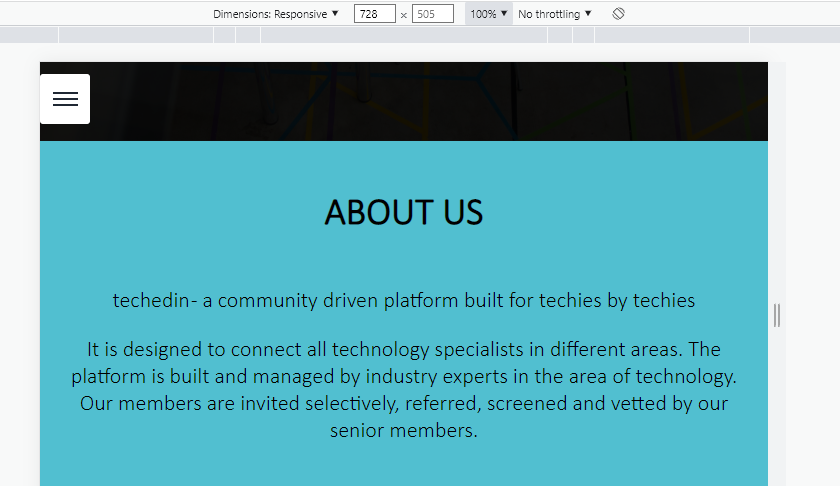 Dimensions: Responsive ▼ 728 × 505 100% ▼ No throttling ▼
ABOUT US
techedin- a community driven platform built for techies by techies
It is designed to connect all technology specialists in different areas. The
platform is built and managed by industry experts in the area of technology.
Our members are invited selectively, referred, screened and vetted by our
senior members.